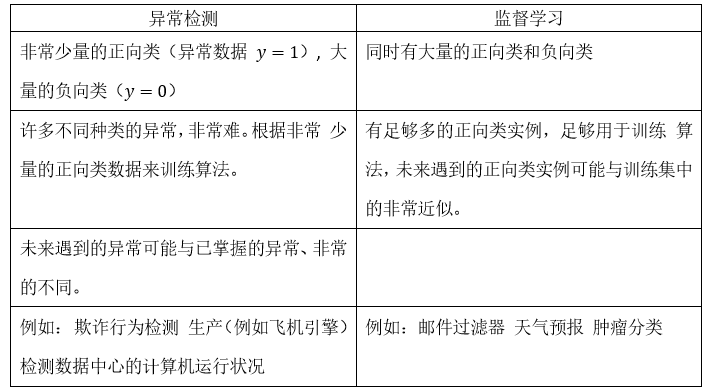 异常检测
监督学习
非常少量的正向类（异常数据 y = 1），大
量的负向类（y = 0）
同时有大量的正向类和负向类
许多不同种类的异常，非常难。根据非常 少
量的正向类数据来训练算法。
有足够多的正向类实例，足够用于训练 算
法，未来遇到的正向类实例可能与训练集中
的非常近似。
未来遇到的异常可能与已掌握的异常、非常
的不同。
例如：欺诈行为检测 生产（例如飞机引擎）
检测数据中心的计算机运行状况
例如：邮件过滤器 天气预报 肿瘤分类